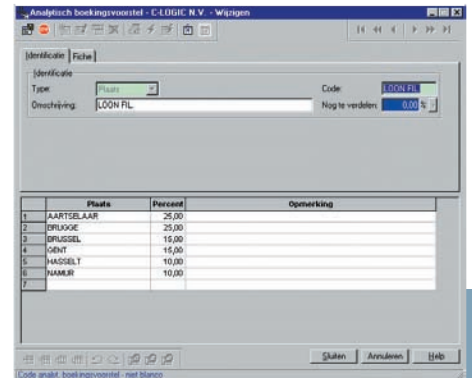 Analytisch boekingsvoorstel - C-LOGIC N.V. - Wijzigen
Identificatie Fiche
Identificatie
Type: Plaats Code: LOON FIL.
Omschrijving: LOON FIL. Nog te verdelen: 0,00 %
Plaats Percent Opmerking
1 AARTSELAAR 25,00
2 BRUGGE 25,00
3 BRUSSEL 15,00
4 GENT 15,00
5 HASSELT 10,00
6 NAMUR 10,00
7
Sluiten Annuleren Help
Code analyt. boekingsvoorstel - niet blanco